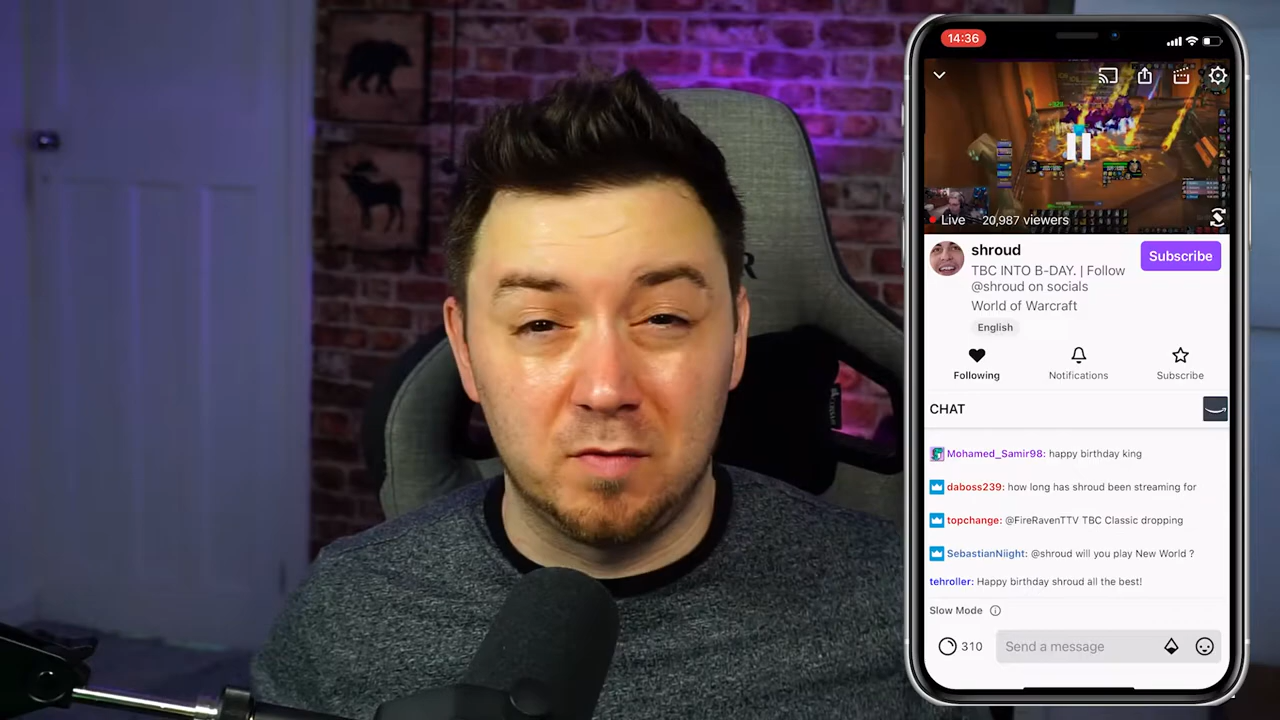 14:36
Live 20,987 viewers
shroud
Subscribe
TBC INTO B-DAY. | Follow
@shroud on socials
World of Warcraft
English
Following
Notifications
Subscribe
CHAT
Mohamed_Samir98: happy birthday king
daboss239: how long has shroud been streaming for
topchange: @FireRavenTTV TBC Classic dropping
SebastianNiight: @shroud will you play New World ?
tehroller: Happy birthday shroud all the best!
Slow Mode
310
Send a message